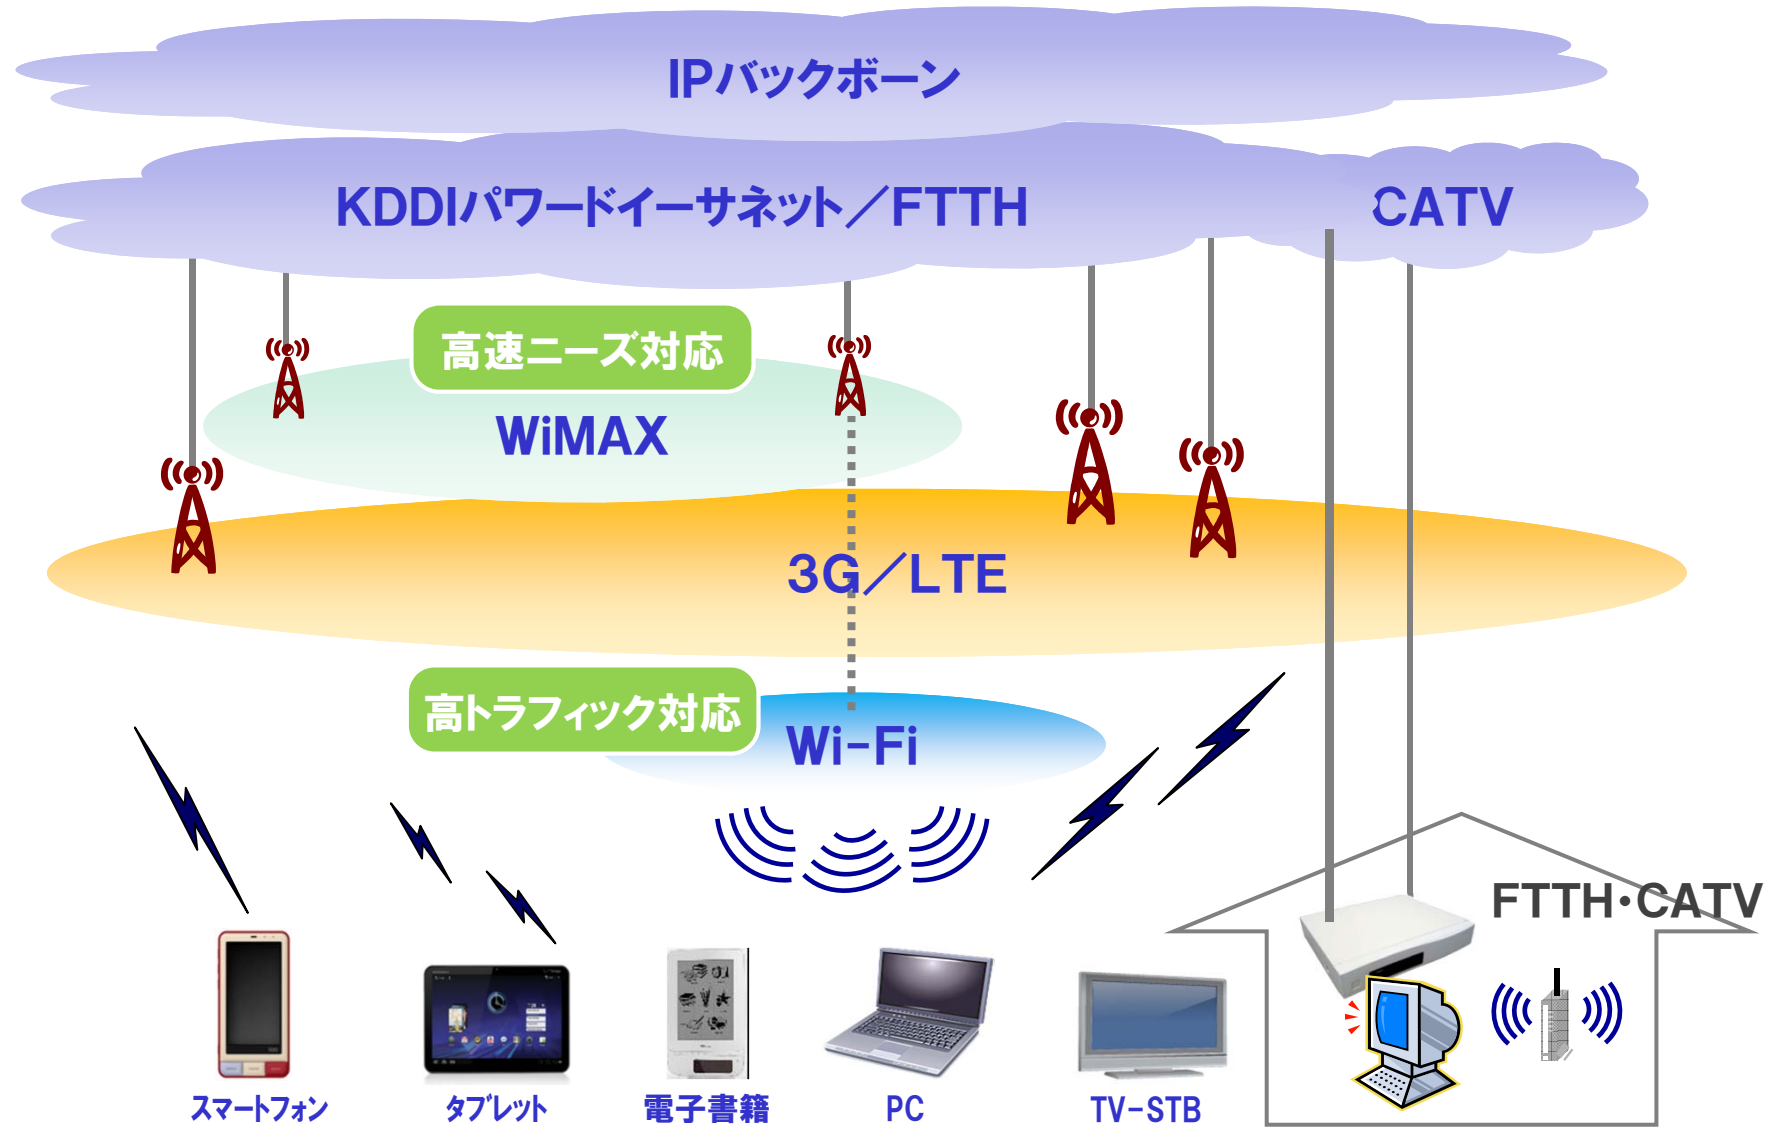 IPバックボーン
KDDIパワードイーサネット／FTTH
CATV
高速ニーズ対応
WiMAX
3G／LTE
高トラフィック対応
Wi-Fi
FTTH・CATV
スマートフォン
タブレット
電子書籍
PC
TV-STB